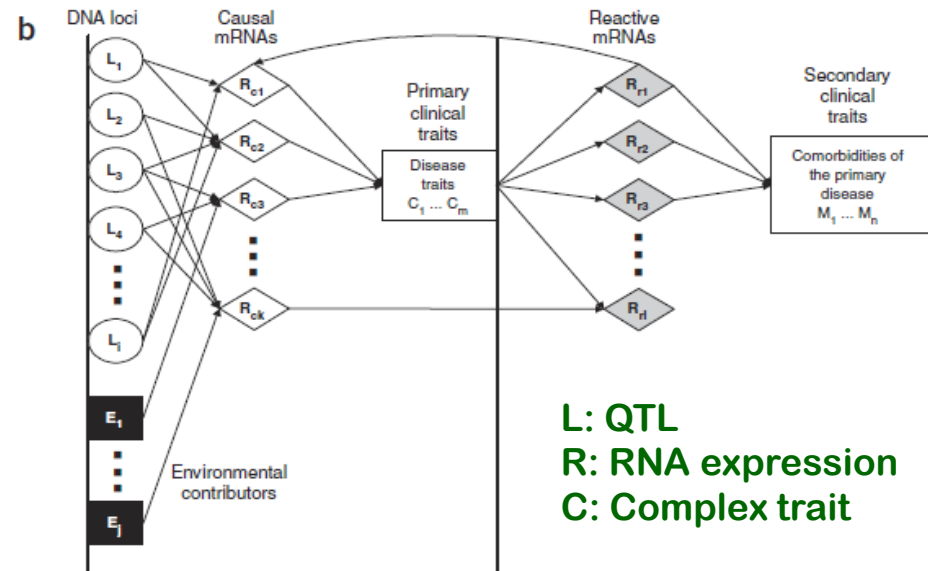 b
DNA loci
Causal
mRNAs
Reactive
mRNAs
L1
L2
L3
L4
Li
E1
Ej
Environmental
contributors
Rc1
Rc2
Rc3
Rck
Primary
clinical
traits
Disease
traits
C1 ... Cm
Rr1
Rr2
Rr3
Rrl
Secondary
clinical
traits
Comorbidities of
the primary
disease
M1 ... Mn
L: QTL
R: RNA expression
C: Complex trait